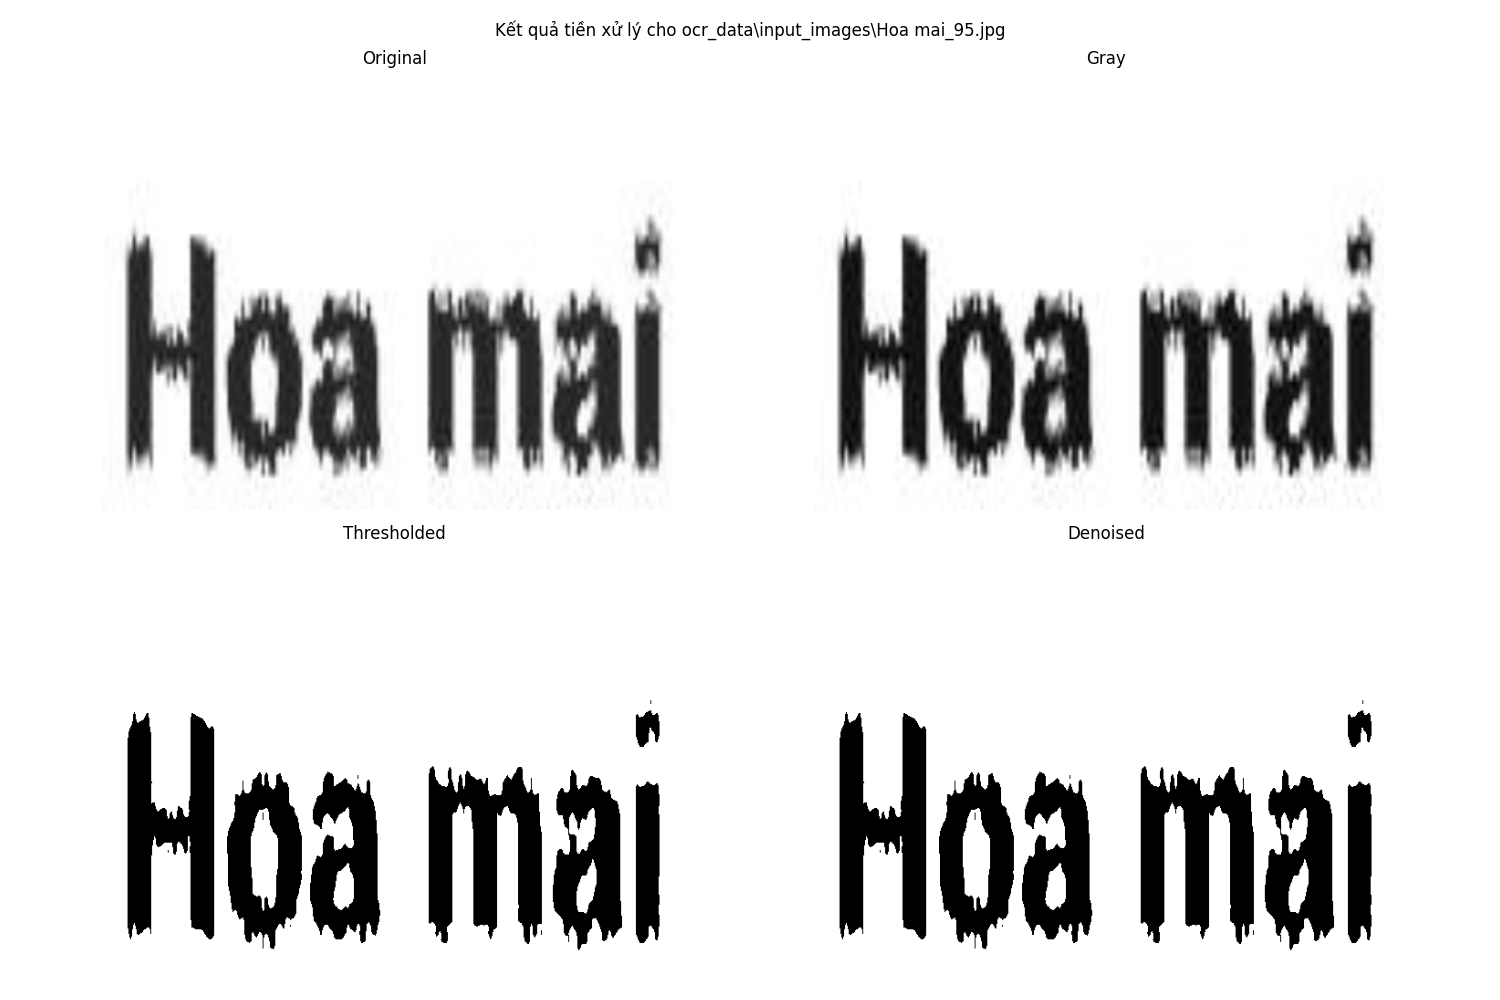 Kết quả tiền xử lý cho ocr_data\input_images\Hoa mai_95.jpg
Original
Gray
Hoa mai
Hoa mai
Thresholded
Denoised
Hoa mai
Hoa mai